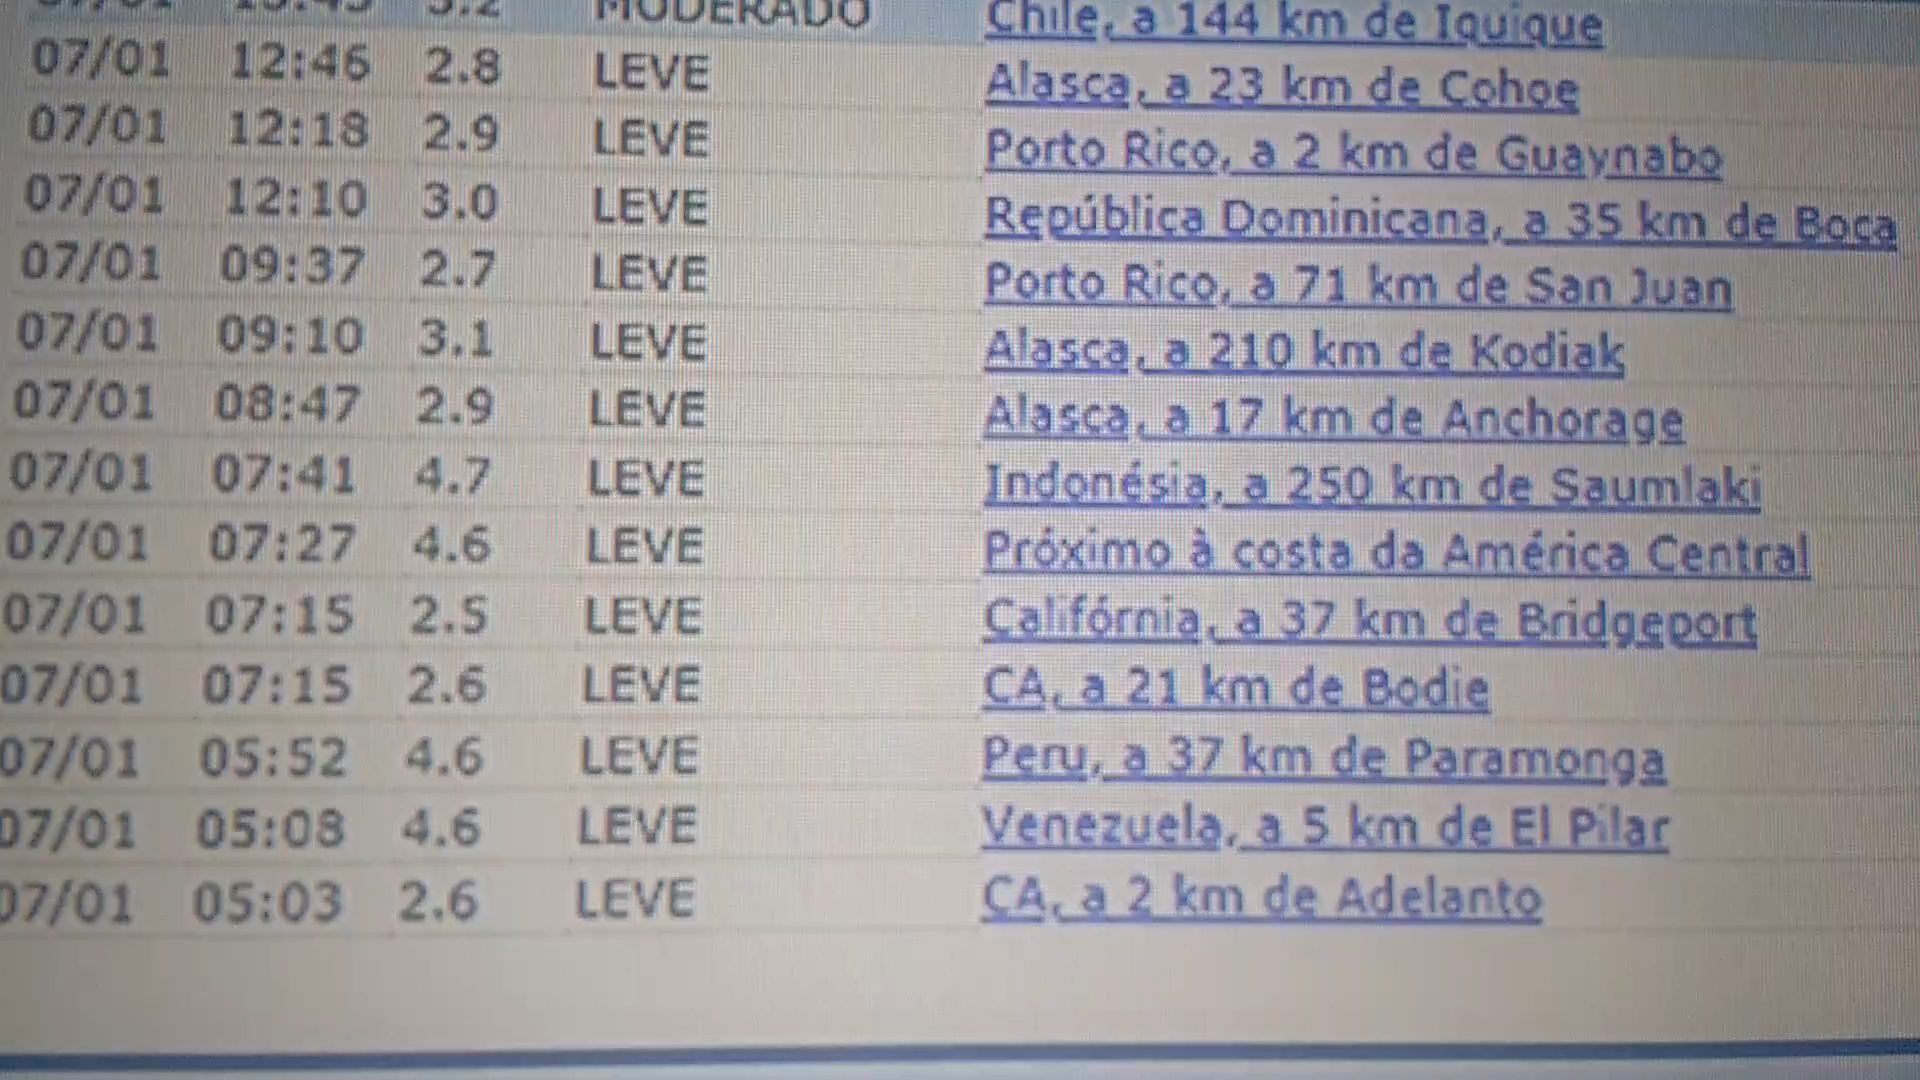 MODERADO Chile, a 144 km de Iquique
07/01 12:46 2.8 LEVE Alasca, a 23 km de Cohoe
07/01 12:18 2.9 LEVE Porto Rico, a 2 km de Guaynabo
07/01 12:10 3.0 LEVE República Dominicana, a 35 km de Boca
07/01 09:37 2.7 LEVE Porto Rico, a 71 km de San Juan
07/01 09:10 3.1 LEVE Alasca, a 210 km de Kodiak
07/01 08:47 2.9 LEVE Alasca, a 17 km de Anchorage
07/01 07:41 4.7 LEVE Indonésia, a 250 km de Saumlaki
07/01 07:27 4.6 LEVE Próximo à costa da América Central
07/01 07:15 2.5 LEVE Califórnia, a 37 km de Bridgeport
07/01 07:15 2.6 LEVE CA, a 21 km de Bodie
07/01 05:52 4.6 LEVE Peru, a 37 km de Paramonga
07/01 05:08 4.6 LEVE Venezuela, a 5 km de El Pilar
07/01 05:03 2.6 LEVE CA, a 2 km de Adelanto